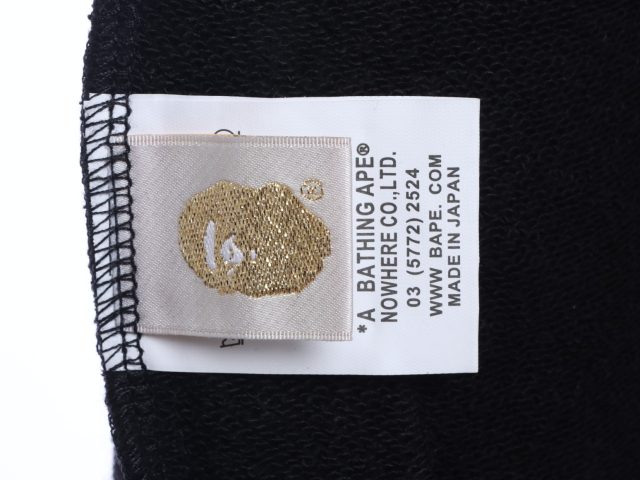 *A BATHING APE®
NOWHERE CO.,LTD.
03 (5772) 2524
WWW BAPE. COM
MADE IN JAPAN